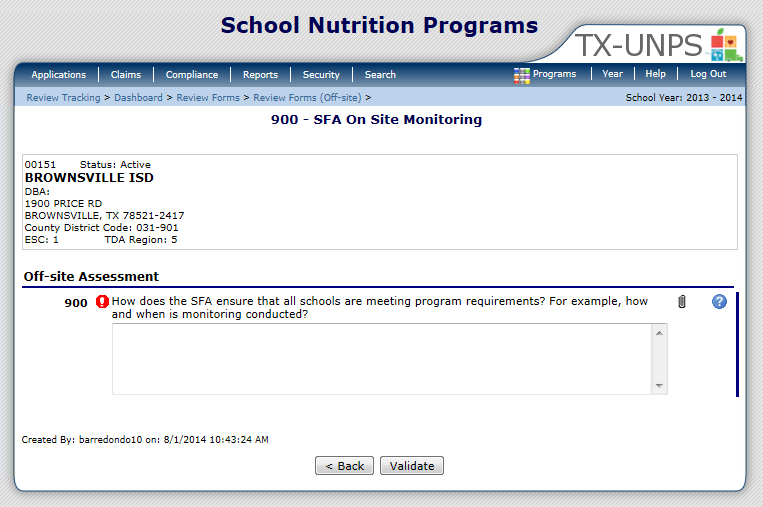 School Nutrition Programs
TX-UNPS
Applications Claims Compliance Reports Security Search Programs Year Help Log Out
Review Tracking > Dashboard > Review Forms > Review Forms (Off-site) > School Year: 2013 - 2014
900 - SFA On Site Monitoring
00151 Status: Active
BROWNSVILLE ISD
DBA:
1900 PRICE RD
BROWNSVILLE, TX 78521-2417
County District Code: 031-901
ESC: 1 TDA Region: 5
Off-site Assessment
900 How does the SFA ensure that all schools are meeting program requirements? For example, how
and when is monitoring conducted?
Created By: barredondo10 on: 8/1/2014 10:43:24 AM
< Back Validate